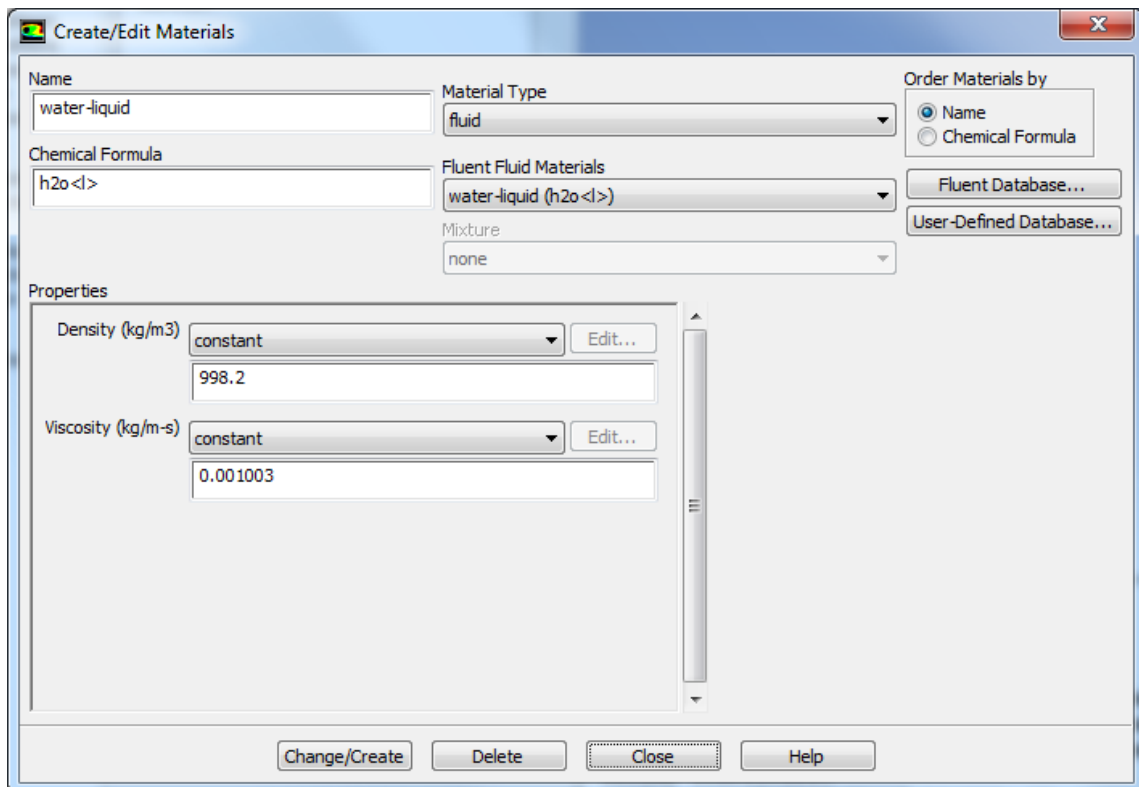 Create/Edit Materials
Name
water-liquid
Chemical Formula
h2o<l>
Material Type
fluid
Fluent Fluid Materials
water-liquid (h2o<l>)
Mixture
none
Order Materials by
Name
Chemical Formula
Fluent Database...
User-Defined Database...
Properties
Density (kg/m3)
constant
Edit...
998.2
Viscosity (kg/m-s)
constant
Edit...
0.001003
Change/Create
Delete
Close
Help